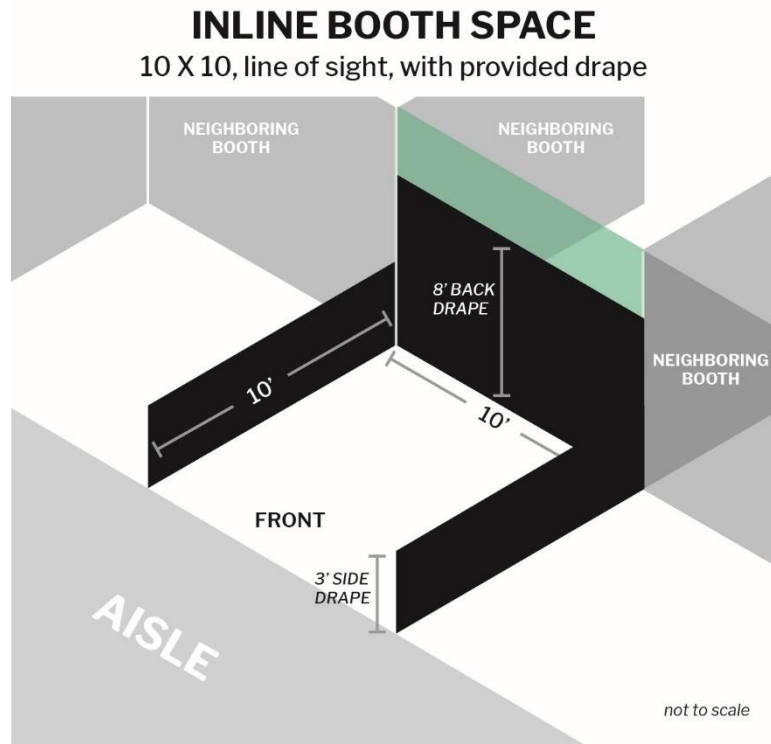 INLINE BOOTH SPACE
10 X 10, line of sight, with provided drape
NEIGHBORING
BOOTH
NEIGHBORING
BOOTH
8’ BACK
DRAPE
NEIGHBORING
BOOTH
10’
10’
FRONT
3’ SIDE
DRAPE
AISLE
not to scale